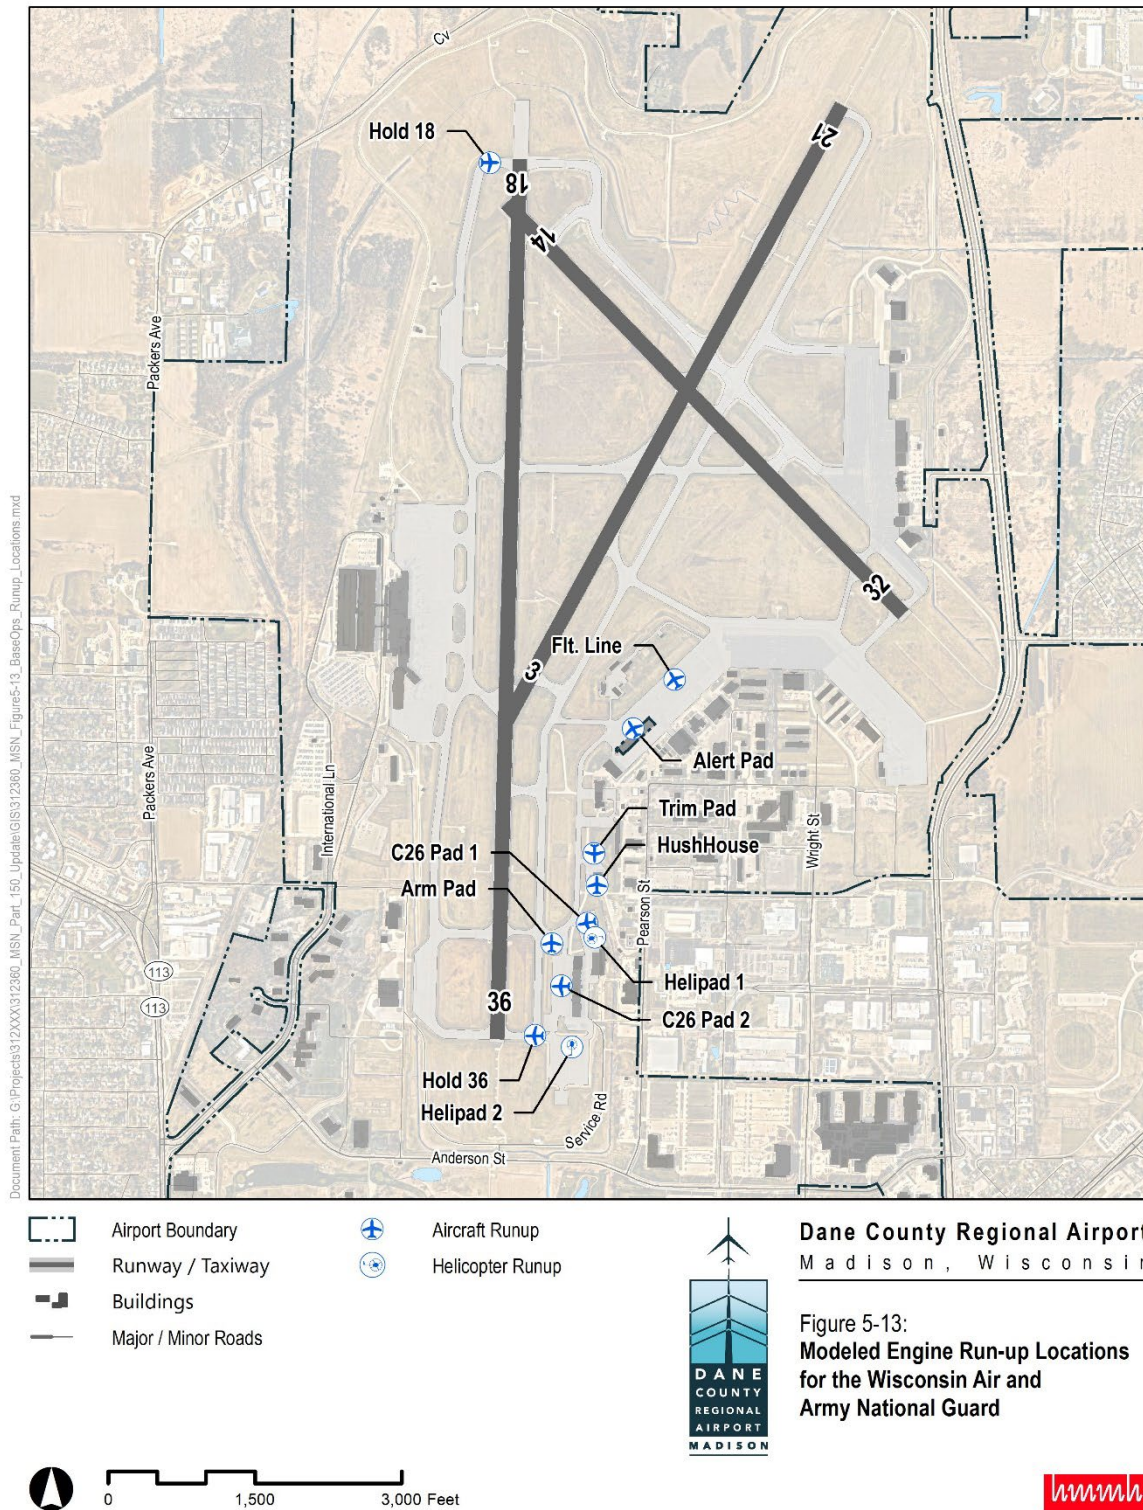 Cv
21
Hold 18
18
14
Packers Ave
32
Flt. Line
3
Alert Pad
Packers Ave
International Ln
Trim Pad
Wright St
C26 Pad 1
HushHouse
Arm Pad
Pearson St
113
Helipad 1
36
113
C26 Pad 2
Hold 36
Helipad 2
Service Rd
Anderson St
Document Path: G:\Projects\312XXX\312360_MSN_Part_150_Update\GIS\312360_MSN_Figure5-13_BaseOps_Runup_Locations.mxd
Airport Boundary
Runway / Taxiway
Buildings
Major / Minor Roads
Aircraft Runup
Helicopter Runup
DANE
COUNTY
REGIONAL
AIRPORT
MADISON
Dane County Regional Airport
Madison, Wisconsin
Figure 5-13:
Modeled Engine Run-up Locations
for the Wisconsin Air and
Army National Guard
0 1,500 3,000 Feet
hmmh